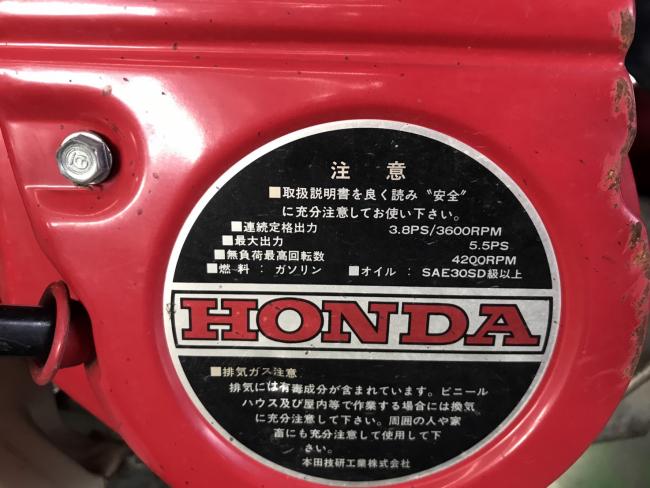 注 意
■取扱説明書を良く読み〝安全〟
に充分注意してお使い下さい。
■連続定格出力 3.8PS/3600RPM
■最大出力 5.5PS
■無負荷最高回転数 4200RPM
■燃 料 : ガソリン ■オイル : SAE30SD級以上
HONDA
■排気ガス注意
排気には有毒成分が含まれています。ビニール
ハウス及び屋内等で作業する場合には換気
に充分注意して下さい。周囲の人や家
畜にも充分注意して使用して下
さい。
本田技研工業株式会社